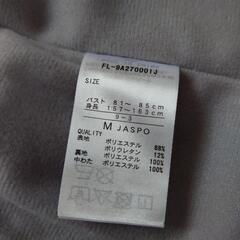 FL-9A270001J
SIZE
バスト 81〜 85cm
身長 157〜163cm
9-3
M JASPO
QUALITY
表地 ポリエステル 88%
ポリウレタン 12%
裏地 ポリエステル 100%
中わた ポリエステル 100%